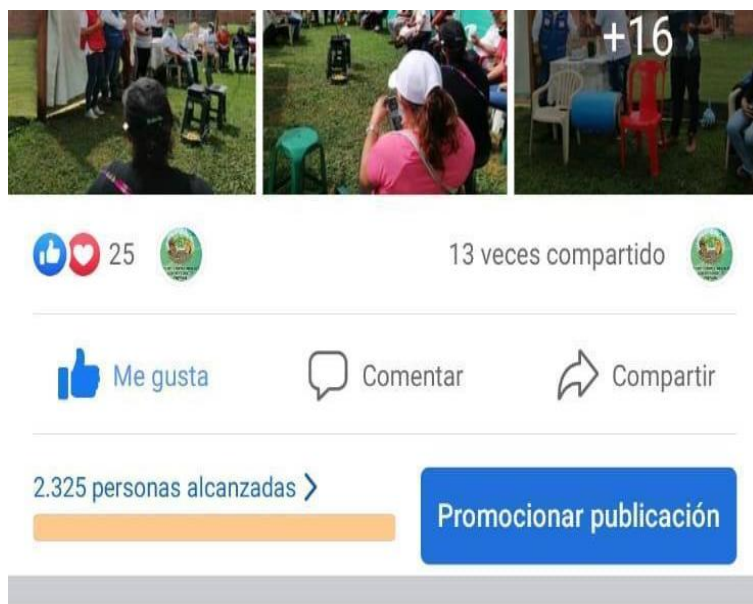 +16
25
13 veces compartido
Me gusta
Comentar
Compartir
2.325 personas alcanzadas
Promocionar publicación